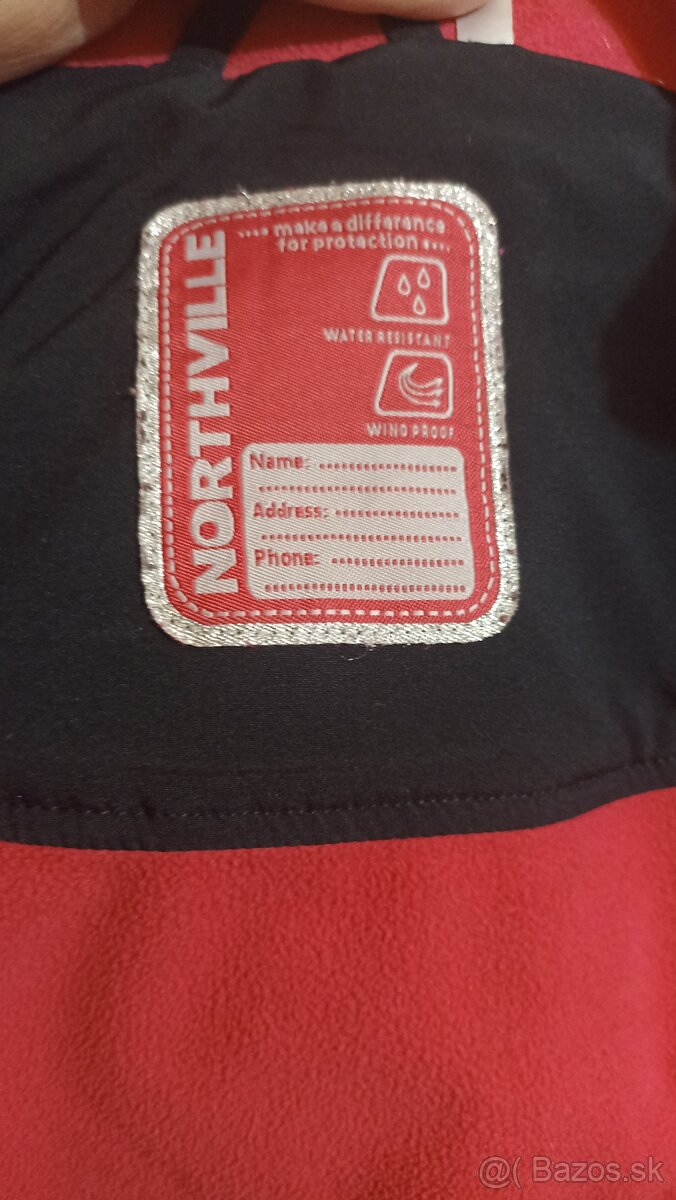 NORTHVILLE
.... make a difference
for protection ....
WATER RESISTANT
WIND PROOF
Name: ....................
..............................
Address: ..................
..............................
Phone: ....................
..............................
@( Bazos.sk